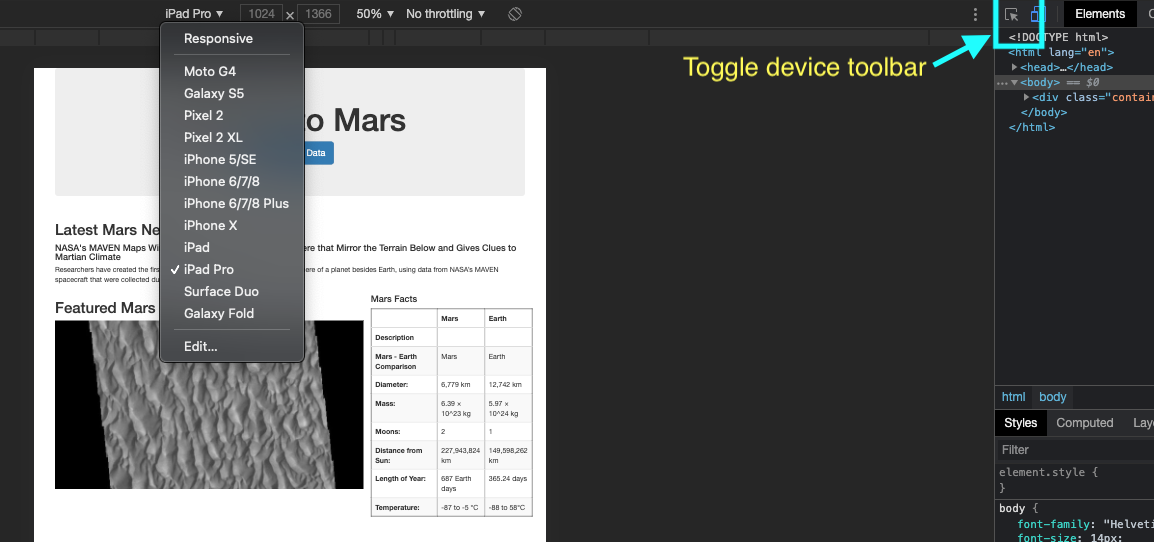 iPad Pro ▼ 1024 × 1366 50% ▼ No throttling ▼
Elements
Toggle device toolbar
Responsive
Moto G4
Galaxy S5
Pixel 2
Pixel 2 XL
iPhone 5/SE
iPhone 6/7/8
iPhone 6/7/8 Plus
iPhone X
iPad
✓ iPad Pro
Surface Duo
Galaxy Fold
Edit...
to Mars
Data
Latest Mars Ne
NASA's MAVEN Maps Wi ere that Mirror the Terrain Below and Gives Clues to
Martian Climate
Researchers have created the firs ere of a planet besides Earth, using data from NASA's MAVEN
spacecraft that were collected du
Featured Mars
Mars Facts
Mars Earth
Description
Mars - Earth Comparison Mars Earth
Diameter: 6,779 km 12,742 km
Mass: 6.39 × 10^23 kg 5.97 × 10^24 kg
Moons: 2 1
Distance from Sun: 227,943,824 km 149,598,262 km
Length of Year: 687 Earth days 365.24 days
Temperature: -87 to -5 °C -88 to 58°C
<!DOCTYPE html>
<html lang="en">
▶<head>…</head>
…▼<body> == $0
▶<div class="contain
</body>
</html>
html body
Styles Computed Lay
Filter
element.style {
}
body {
font-family: "Helveti
font-size: 14px;